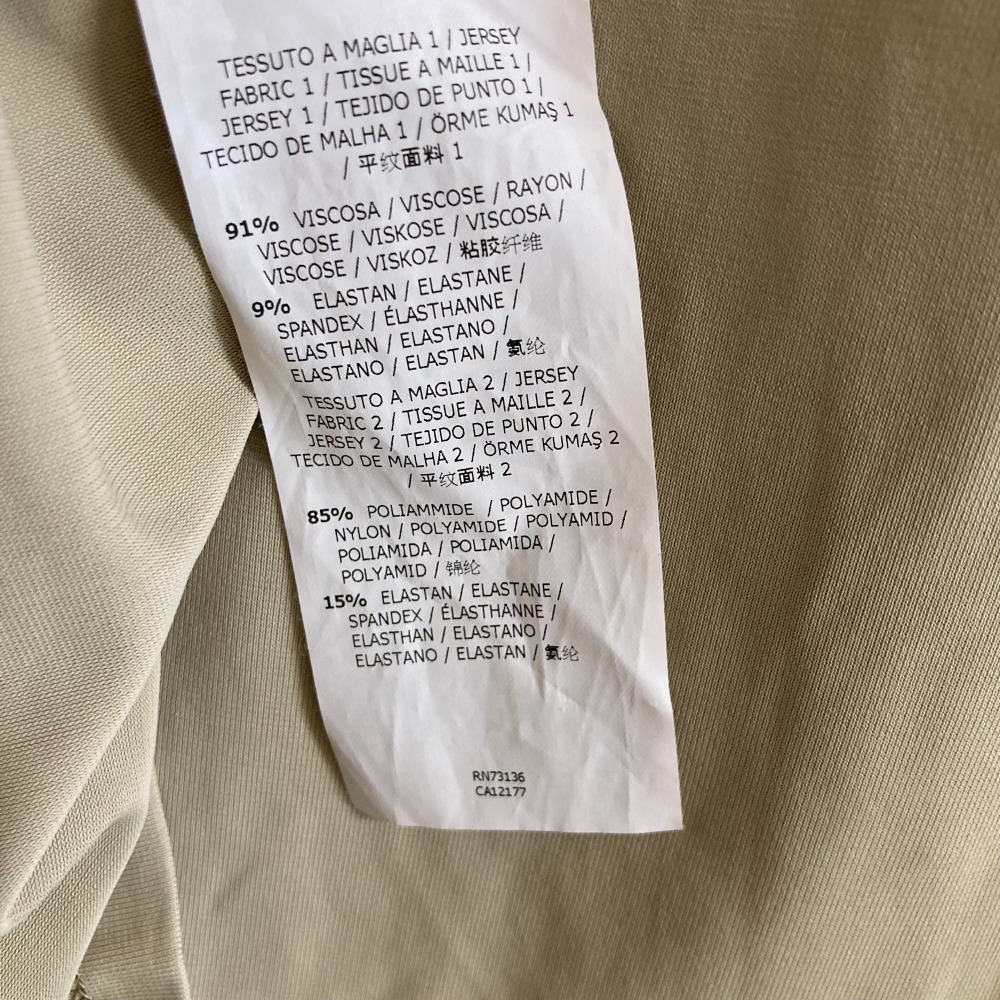 TESSUTO A MAGLIA 1 / JERSEY
FABRIC 1 / TISSUE A MAILLE 1 /
JERSEY 1 / TEJIDO DE PUNTO 1 /
TECIDO DE MALHA 1 / ÖRME KUMAŞ 1
/ 平纹面料 1
91% VISCOSA / VISCOSE / RAYON /
VISCOSE / VISKOSE / VISCOSA /
VISCOSE / VISKOZ / 粘胶纤维
9% ELASTAN / ELASTANE /
SPANDEX / ÉLASTHANNE /
ELASTHAN / ELASTANO /
ELASTANO / ELASTAN / 氨纶
TESSUTO A MAGLIA 2 / JERSEY
FABRIC 2 / TISSUE A MAILLE 2 /
JERSEY 2 / TEJIDO DE PUNTO 2 /
TECIDO DE MALHA 2 / ÖRME KUMAŞ 2
/ 平纹面料 2
85% POLIAMMIDE / POLYAMIDE /
NYLON / POLYAMIDE / POLYAMID /
POLIAMIDA / POLIAMIDA /
POLYAMID / 锦纶
15% ELASTAN / ELASTANE /
SPANDEX / ÉLASTHANNE /
ELASTHAN / ELASTANO /
ELASTANO / ELASTAN / 氨纶
RN73136
CA12177